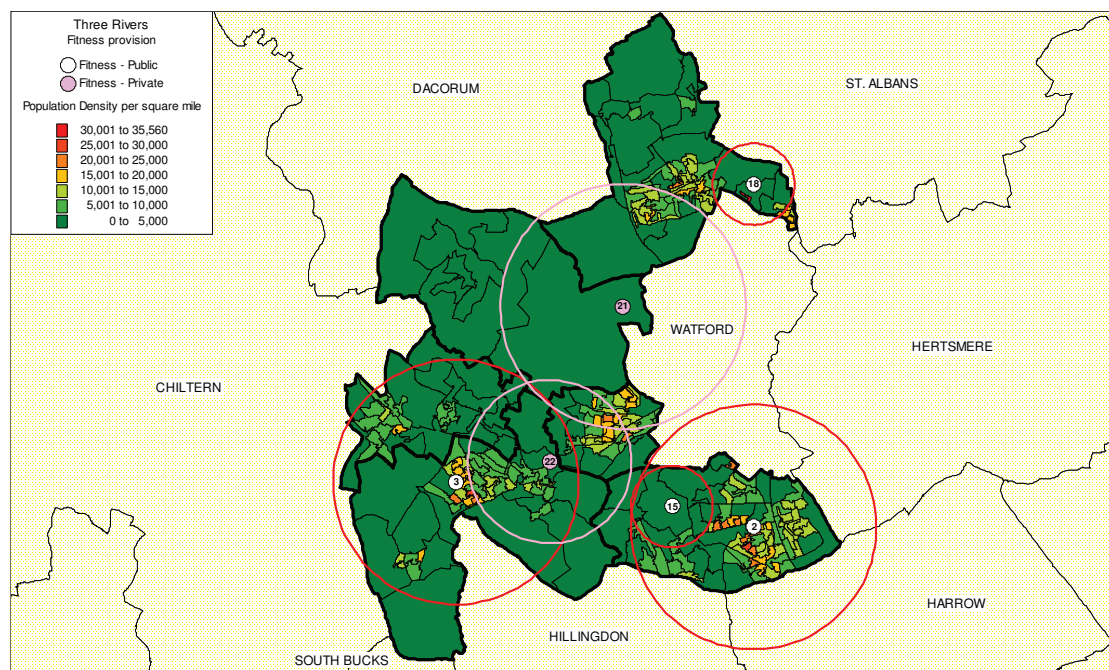 Three Rivers
Fitness provision
Fitness - Public
Fitness - Private
Population Density per square mile
30,001 to 35,560
25,001 to 30,000
20,001 to 25,000
15,001 to 20,000
10,001 to 15,000
5,001 to 10,000
0 to 5,000
DACORUM
ST. ALBANS
18
21
WATFORD
HERTSMERE
CHILTERN
22
3
15
2
HARROW
HILLINGDON
SOUTH BUCKS